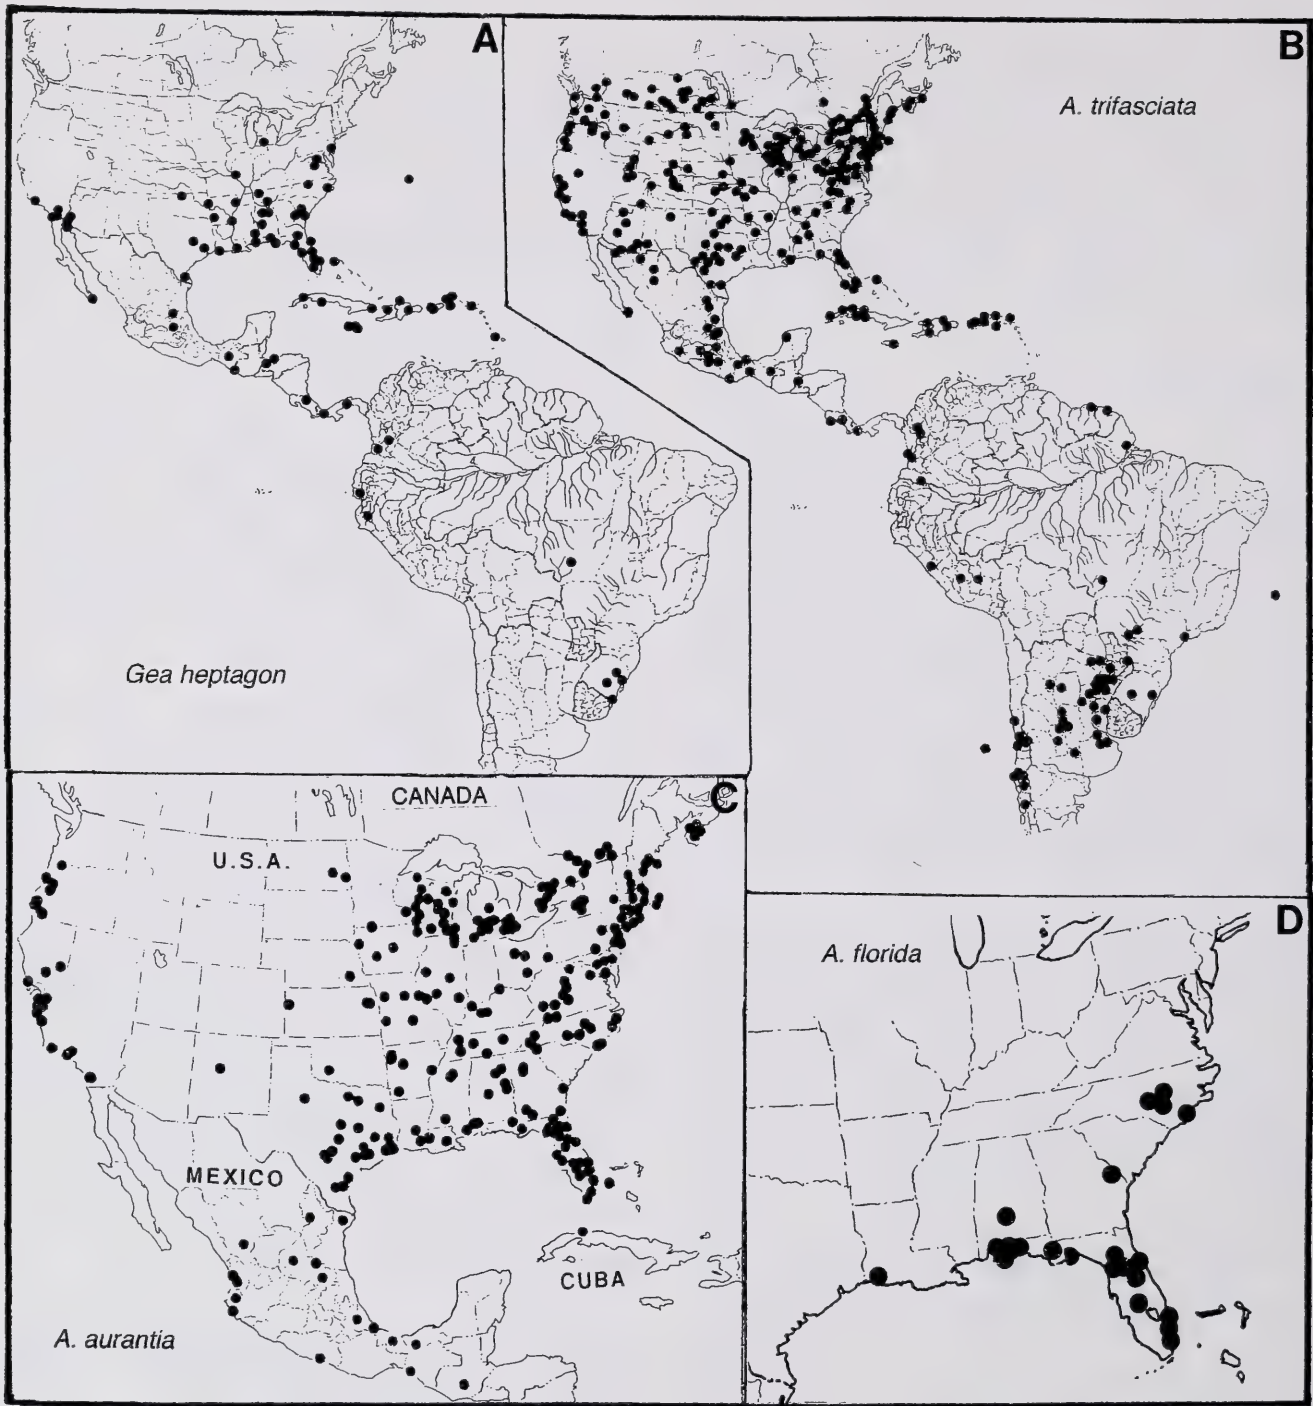 A
Gea heptagon
B
A. trifasciata
C
CANADA
U.S.A.
MEXICO
CUBA
A. aurantia
D
A. florida